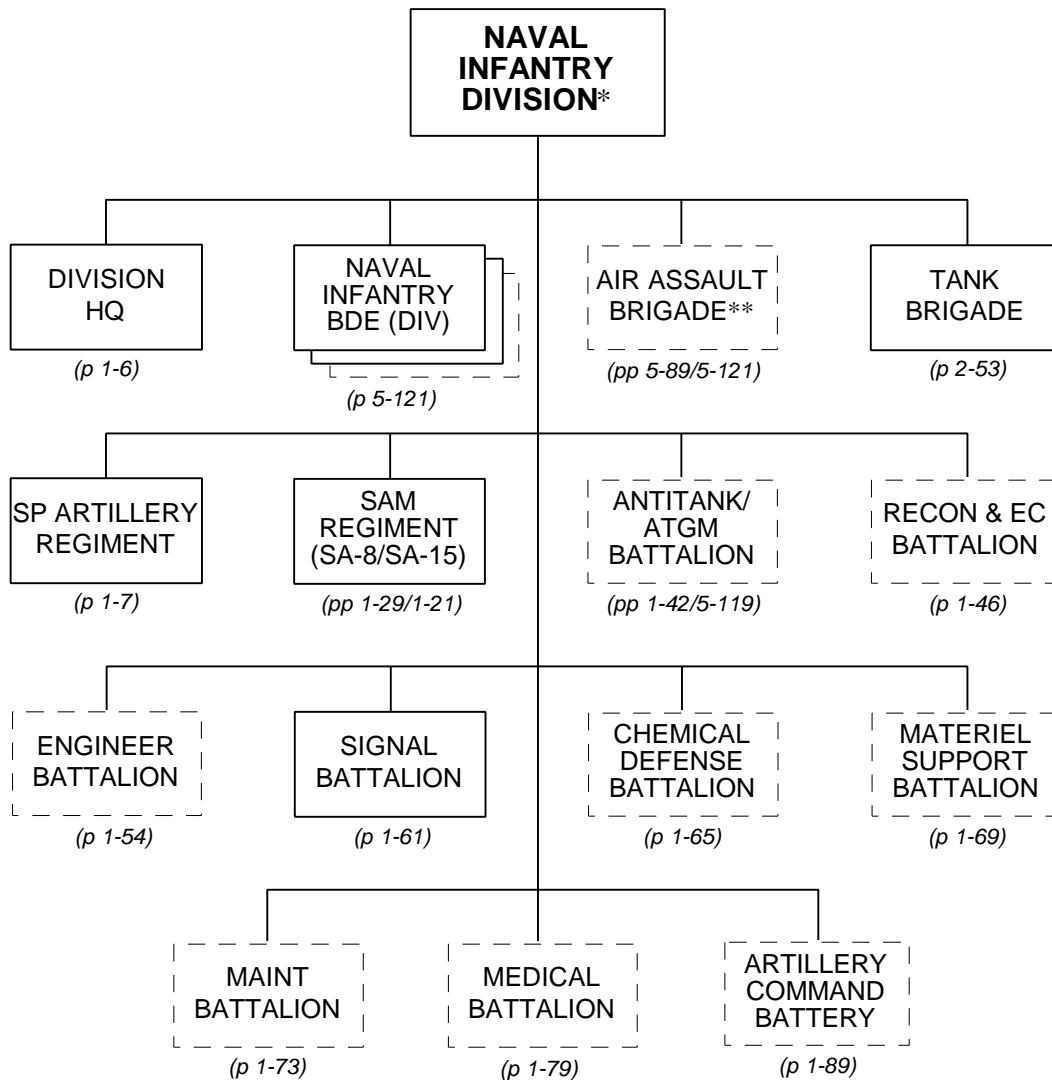 NAVAL
INFANTRY
DIVISION*
DIVISION
HQ
(p 1-6)
NAVAL
INFANTRY
BDE (DIV)
(p 5-121)
AIR ASSAULT
BRIGADE**
(pp 5-89/5-121)
TANK
BRIGADE
(p 2-53)
SP ARTILLERY
REGIMENT
(p 1-7)
SAM
REGIMENT
(SA-8/SA-15)
(pp 1-29/1-21)
ANTITANK/
ATGM
BATTALION
(pp 1-42/5-119)
RECON & EC
BATTALION
(p 1-46)
ENGINEER
BATTALION
(p 1-54)
SIGNAL
BATTALION
(p 1-61)
CHEMICAL
DEFENSE
BATTALION
(p 1-65)
MATERIEL
SUPPORT
BATTALION
(p 1-69)
MAINT
BATTALION
(p 1-73)
MEDICAL
BATTALION
(p 1-79)
ARTILLERY
COMMAND
BATTERY
(p 1-89)